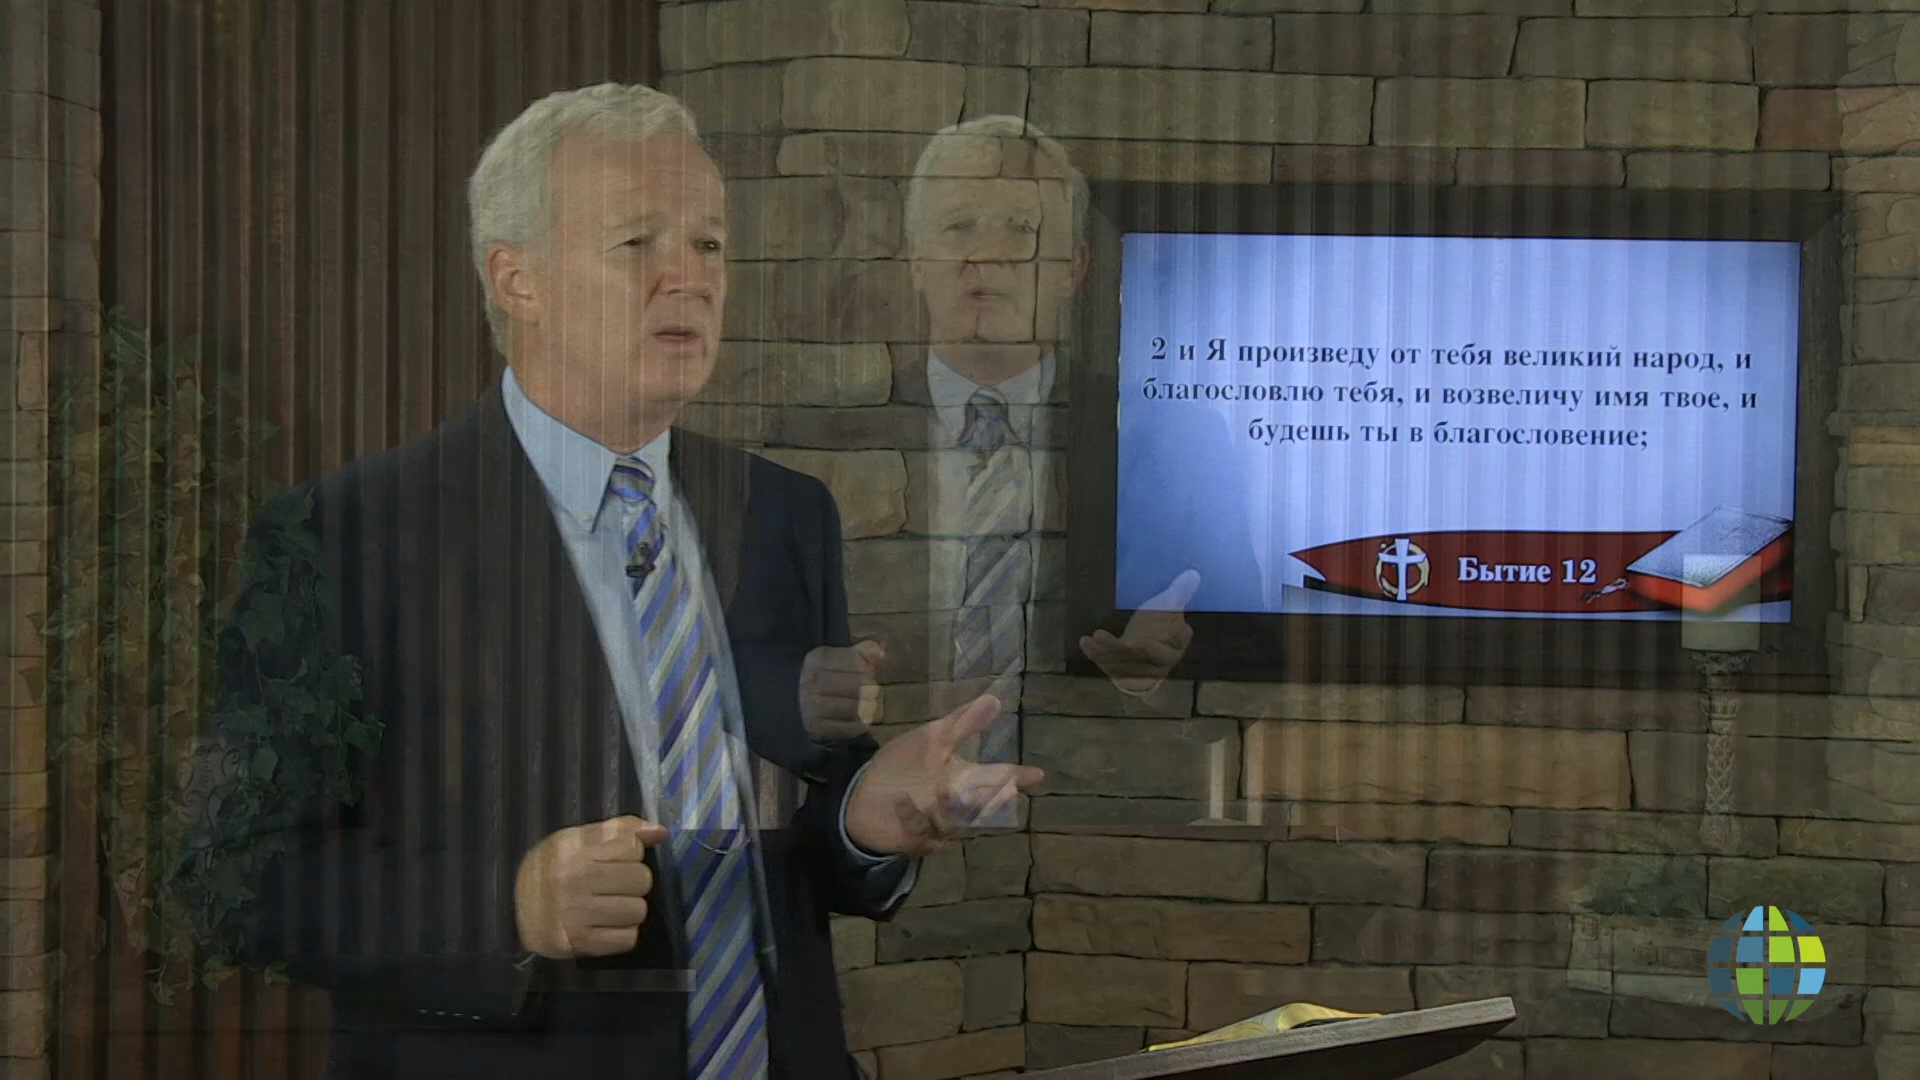 2 и Я произведу от тебя великий народ, и
благословлю тебя, и возвеличу имя твое, и
будешь ты в благословение;
Бытие 12